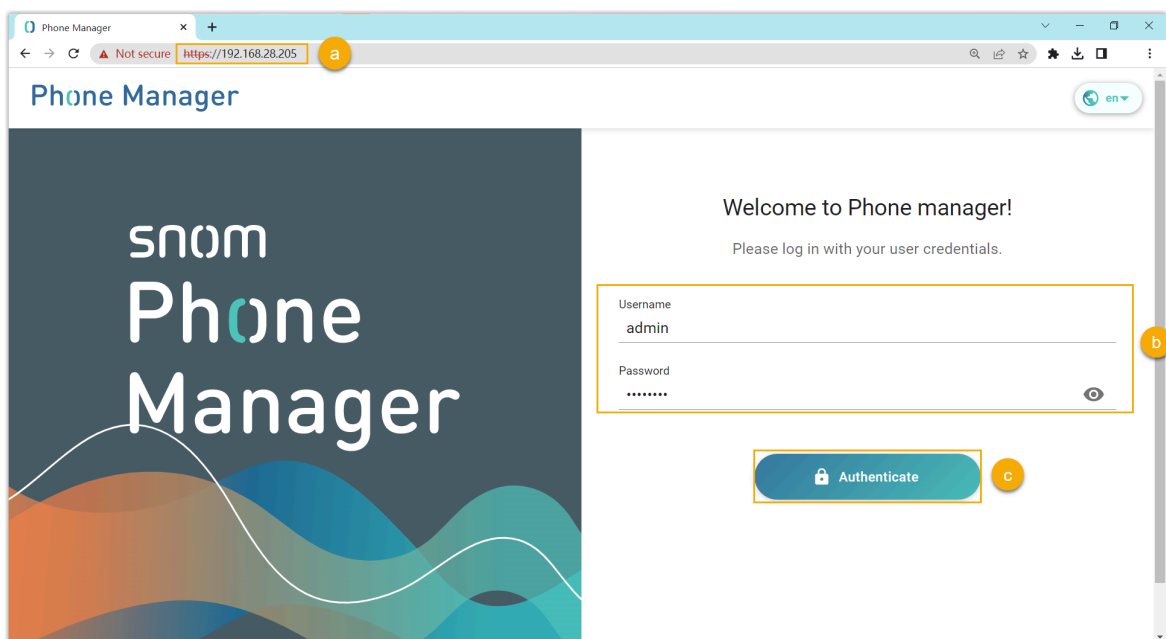 Phone Manager
Not secure https://192.168.28.205
a
Phone Manager
en
snom
Phone
Manager
Welcome to Phone manager!
Please log in with your user credentials.
Username
admin
b
Password
••••••••
Authenticate
c